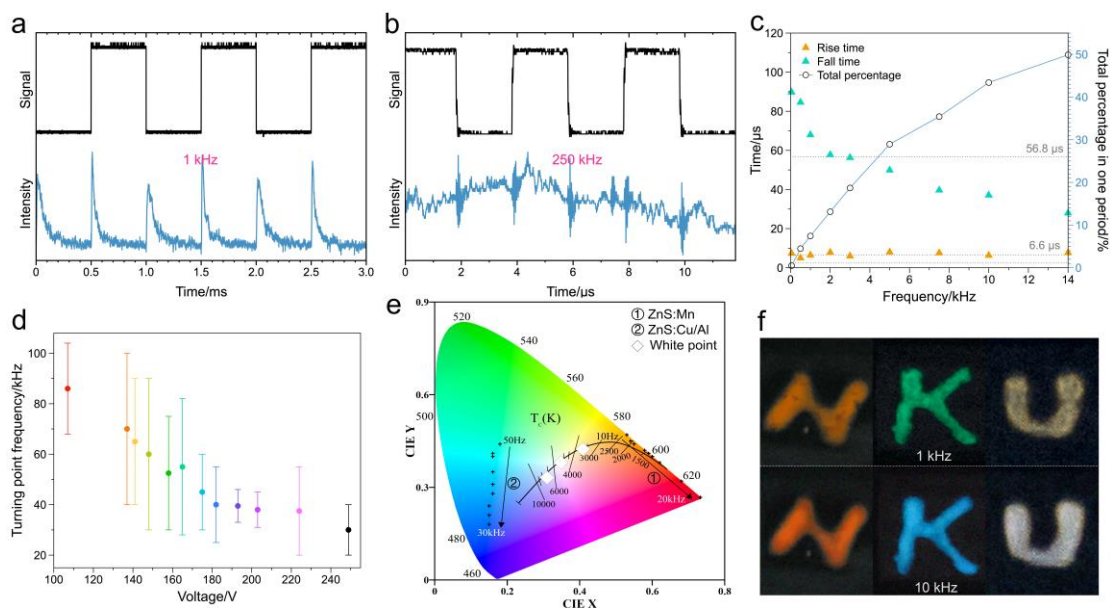 a
Signal
Intensity
1 kHz
0 0.5 1.0 1.5 2.0 2.5 3.0
Time/ms
b
Signal
Intensity
250 kHz
0 2 4 6 8 10
Time/μs
c
120
100
80
60
40
20
0
Time/μs
Rise time
Fall time
Total percentage
56.8 μs
6.6 μs
50
40
30
20
10
0
Total percentage in one period/%
0 2 4 6 8 10 12 14
Frequency/kHz
d
100
80
60
40
20
Turning point frequency/kHz
100 120 140 160 180 200 220 240
Voltage/V
e
0.9
0.6
0.3
0
CIE Y
0 0.2 0.4 0.6 0.8
CIE X
① ZnS:Mn
② ZnS:Cu/Al
White point
520
540
560
580
600
620
500
480
460
Tc(K)
50Hz
10Hz
2500
3000
2000
1500
4000
6000
10000
②
①
30kHz
20kHz
f
N K U
1 kHz
N K U
10 kHz